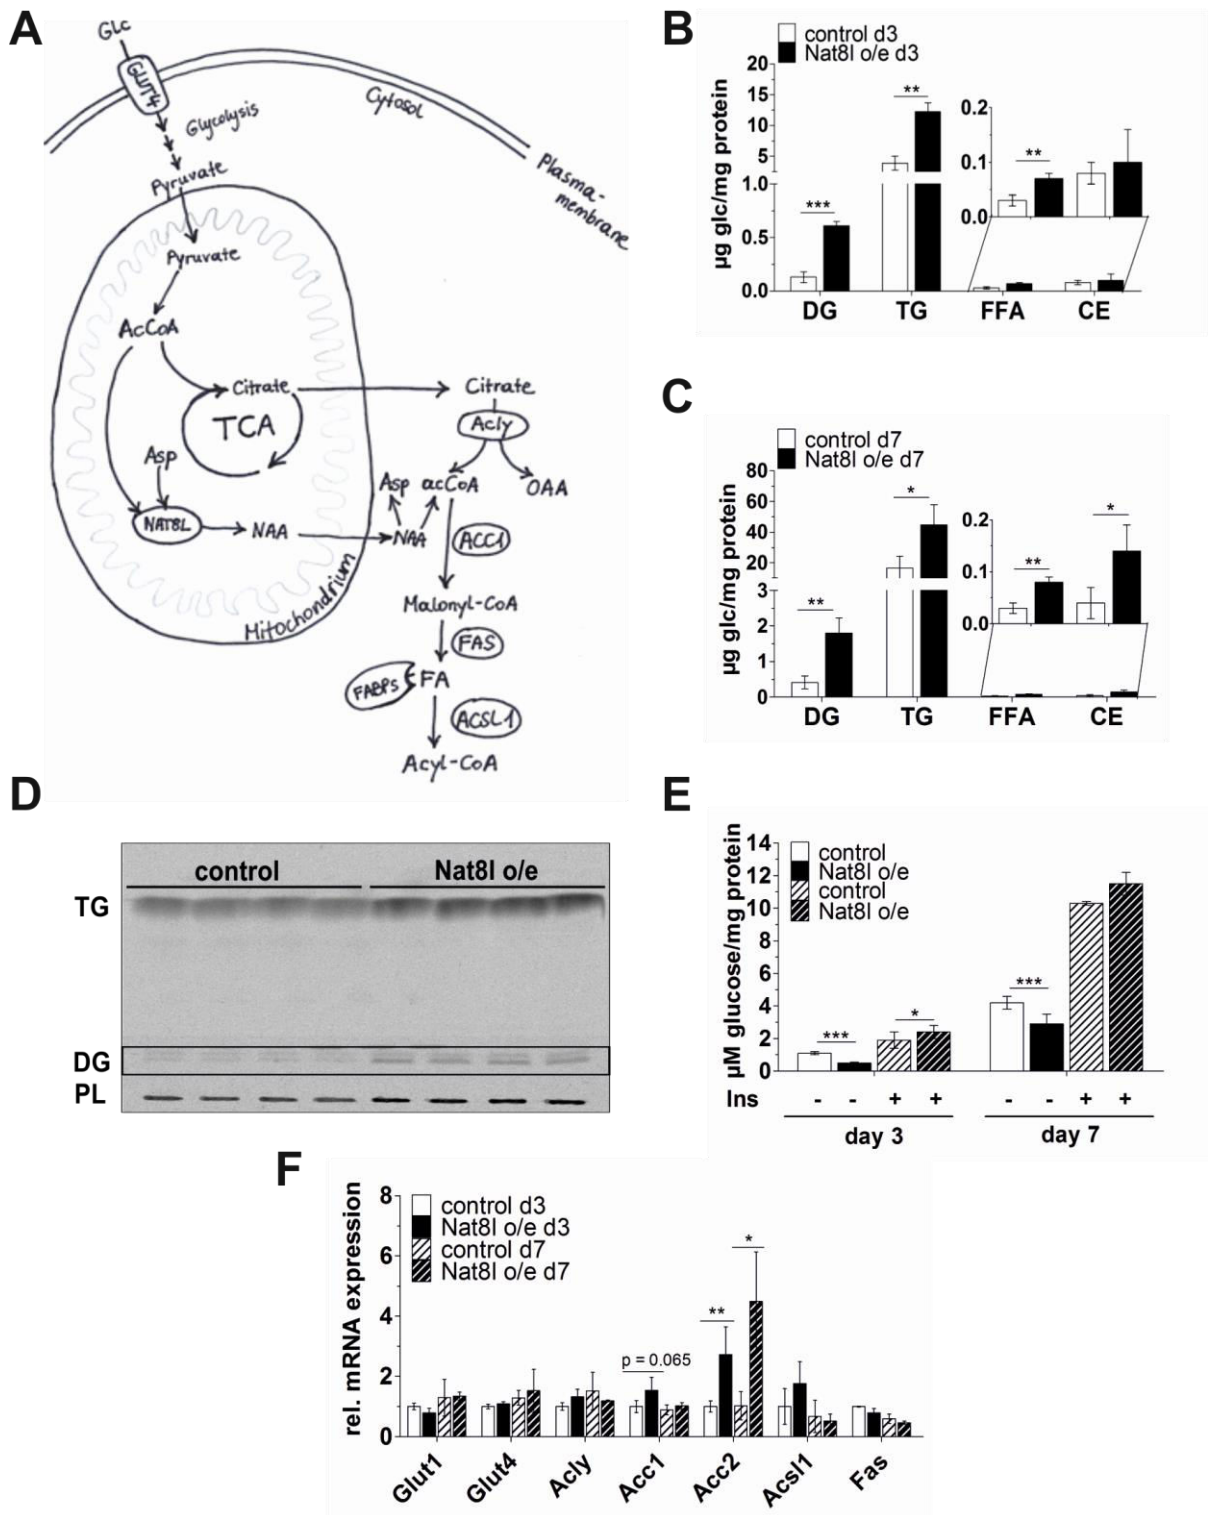 A
Glc
GLUT4
Glycolysis
Cytosol
Plasma-
membrane
Pyruvate
Pyruvate
AcCoA
Citrate
Citrate
TCA
Acly
Asp
Asp acCoA
OAA
NAT8L
NAA
NAA
ACC1
Mitochondrium
Malonyl-CoA
FAS
FABPS
FA
ACSL1
Acyl-CoA
B
control d3
Nat8l o/e d3
µg glc/mg protein
20
15
10
5
1.0
0.5
0.0
***
**
0.2
0.1
0.0
**
DG TG FFA CE
C
control d7
Nat8l o/e d7
µg glc/mg protein
80
60
40
20
3
2
1
0
**
*
0.2
0.1
0.0
**
*
DG TG FFA CE
D
control Nat8l o/e
TG
DG
PL
E
control
Nat8l o/e
control
Nat8l o/e
µM glucose/mg protein
14
12
10
8
6
4
2
0
***
*
***
Ins - - + + - - + +
day 3 day 7
F
control d3
Nat8l o/e d3
control d7
Nat8l o/e d7
rel. mRNA expression
8
6
4
2
0
p = 0.065
**
*
Glut1 Glut4 Acly Acc1 Acc2 Acsl1 Fas